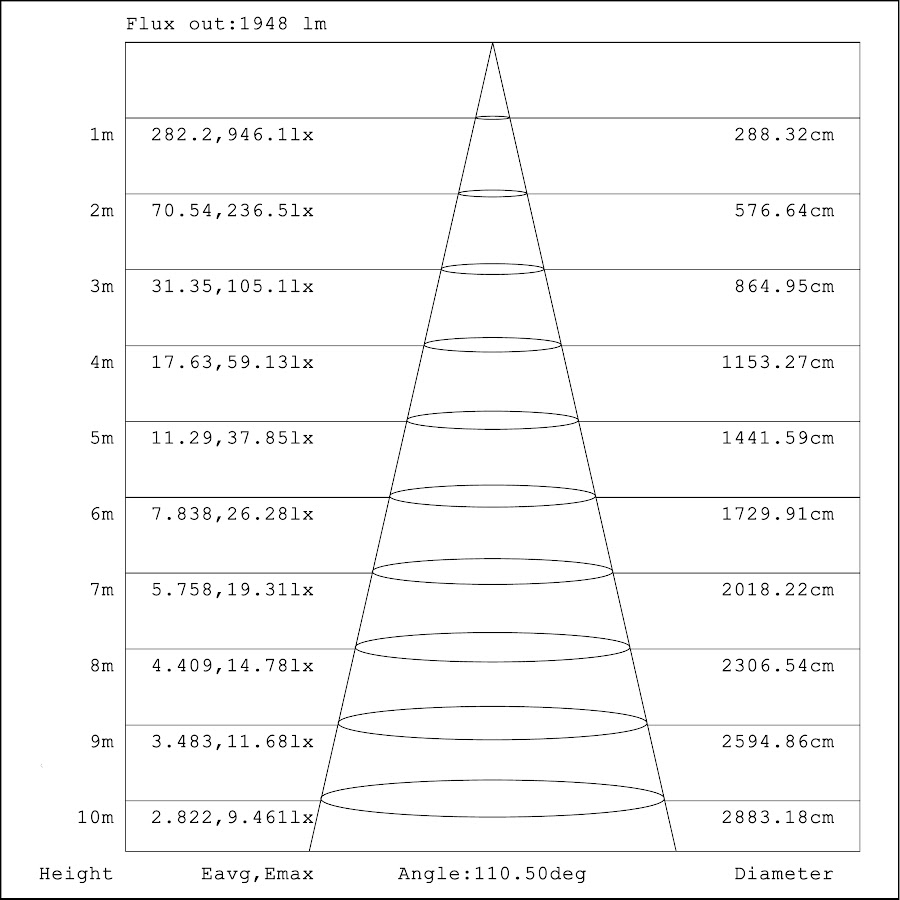 Flux out:1948 lm
1m 282.2,946.1lx 288.32cm
2m 70.54,236.5lx 576.64cm
3m 31.35,105.1lx 864.95cm
4m 17.63,59.13lx 1153.27cm
5m 11.29,37.85lx 1441.59cm
6m 7.838,26.28lx 1729.91cm
7m 5.758,19.31lx 2018.22cm
8m 4.409,14.78lx 2306.54cm
9m 3.483,11.68lx 2594.86cm
10m 2.822,9.461lx 2883.18cm
Height Eavg,Emax Angle:110.50deg Diameter